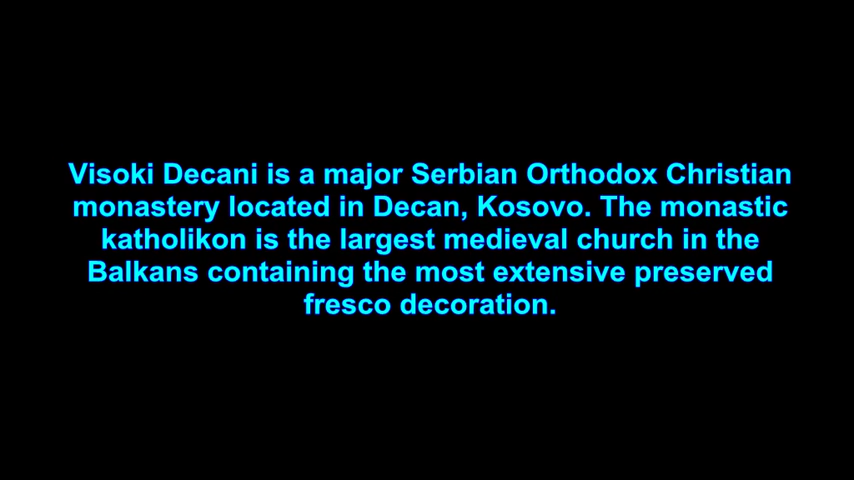 Visoki Decani is a major Serbian Orthodox Christian
monastery located in Decan, Kosovo. The monastic
katholikon is the largest medieval church in the
Balkans containing the most extensive preserved
fresco decoration.